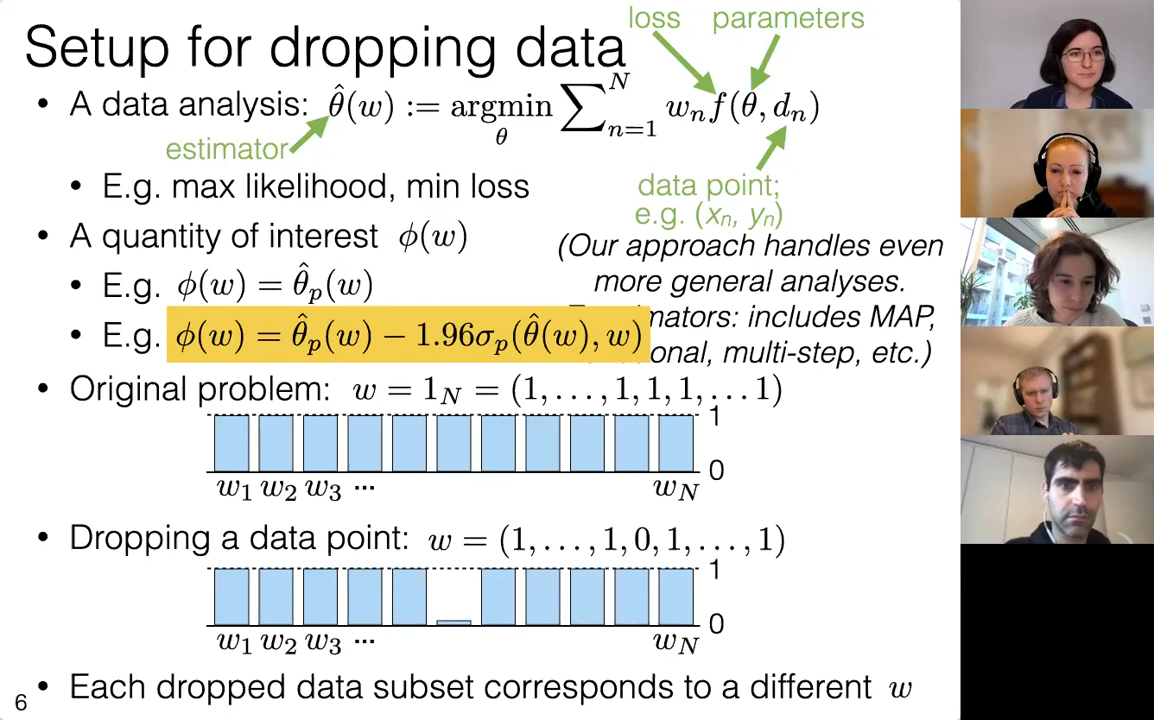 loss parameters
Setup for dropping data
• A data analysis: θ̂(w) := argmin_θ ∑_{n=1}^{N} w_n f(θ, d_n)
estimator
• E.g. max likelihood, min loss
data point;
e.g. (x_n, y_n)
• A quantity of interest ϕ(w)
(Our approach handles even
more general analyses.
• E.g. ϕ(w) = θ̂_p(w)
• E.g. ϕ(w) = θ̂_p(w) − 1.96σ_p(θ̂(w), w)
mators: includes MAP,
onal, multi-step, etc.)
• Original problem: w = 1_N = (1, . . . , 1, 1, 1, . . . 1)
1
0
w_1 w_2 w_3 ... w_N
• Dropping a data point: w = (1, . . . , 1, 0, 1, . . . , 1)
1
0
w_1 w_2 w_3 ... w_N
• Each dropped data subset corresponds to a different w
6